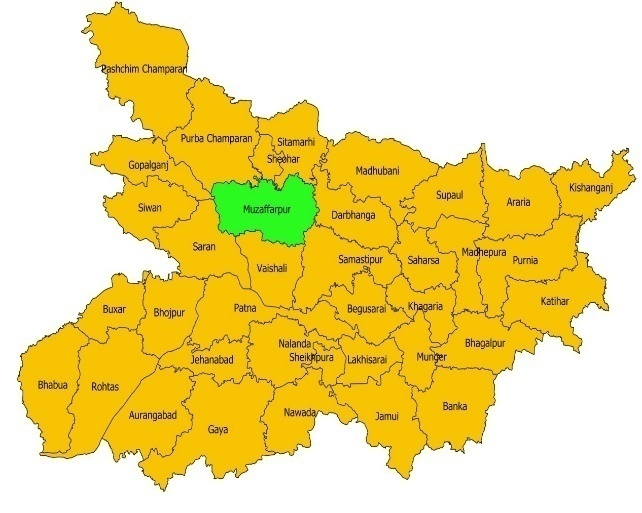 Pashchim Champaran
Purba Champaran
Sitamarhi
Sheohar
Gopalganj
Madhubani
Siwan
Muzaffarpur
Darbhanga
Supaul
Araria
Kishanganj
Saran
Vaishali
Samastipur
Saharsa
Madhepura
Purnia
Katihar
Buxar
Bhojpur
Patna
Begusarai
Khagaria
Bhagalpur
Jehanabad
Nalanda
Sheikhpura
Lakhisarai
Munger
Bhabua
Rohtas
Aurangabad
Gaya
Nawada
Jamui
Banka